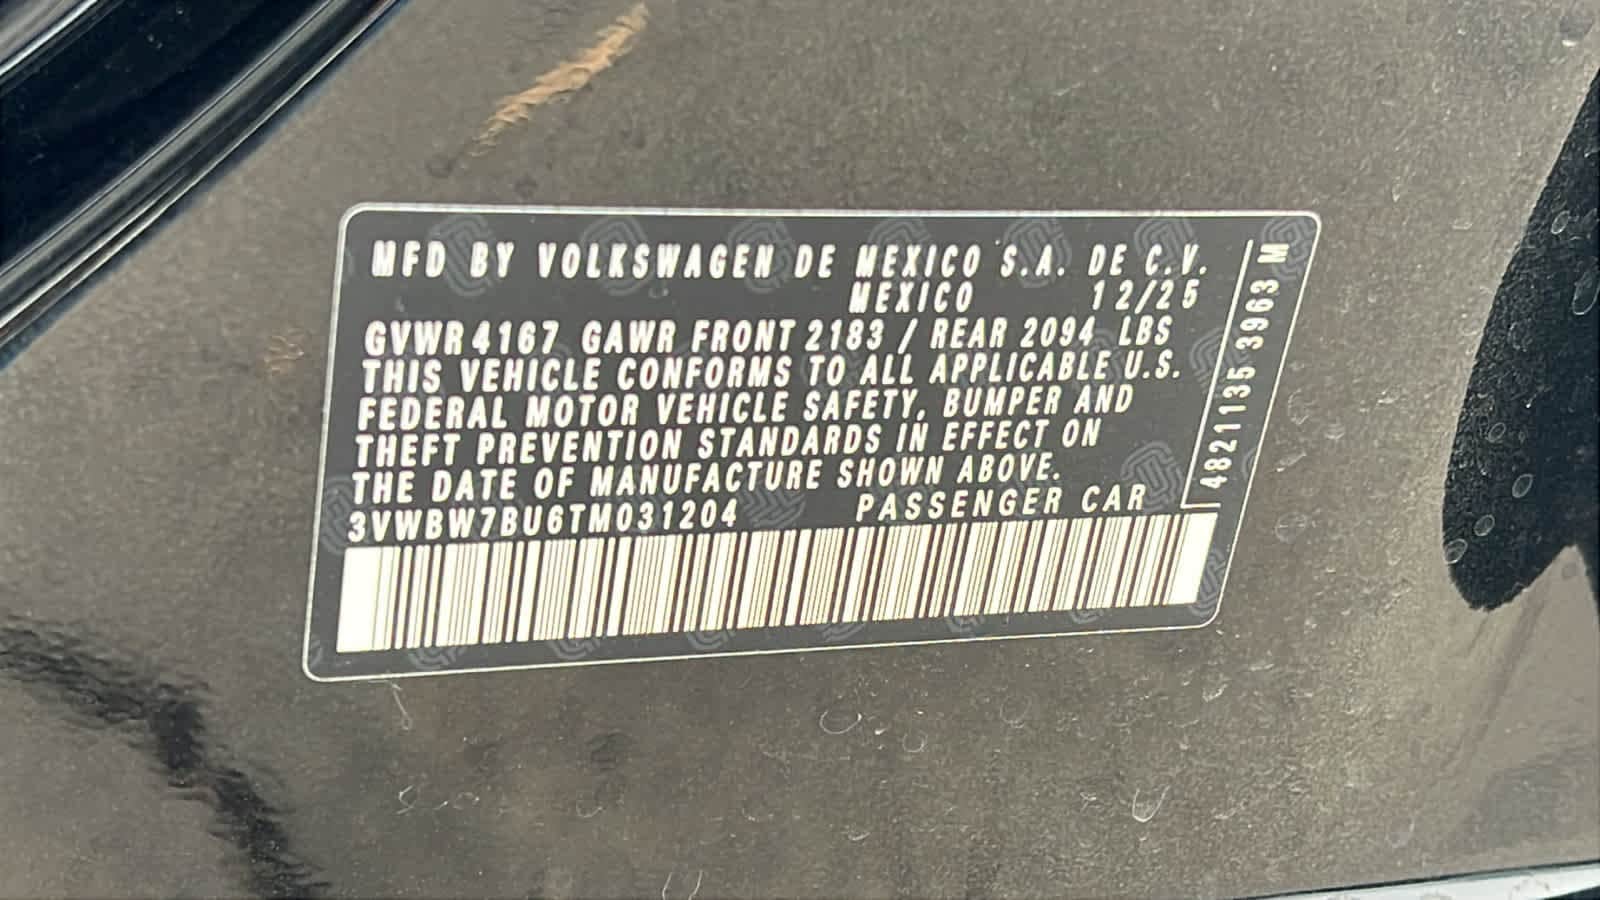 MFD BY VOLKSWAGEN DE MEXICO S.A. DE C.V.
MEXICO 12/25
GVWR 4167 GAWR FRONT 2183 / REAR 2094 LBS
THIS VEHICLE CONFORMS TO ALL APPLICABLE U.S.
FEDERAL MOTOR VEHICLE SAFETY, BUMPER AND
THEFT PREVENTION STANDARDS IN EFFECT ON
THE DATE OF MANUFACTURE SHOWN ABOVE.
3VWBW7BU6TM031204 PASSENGER CAR
4821135 3963 M